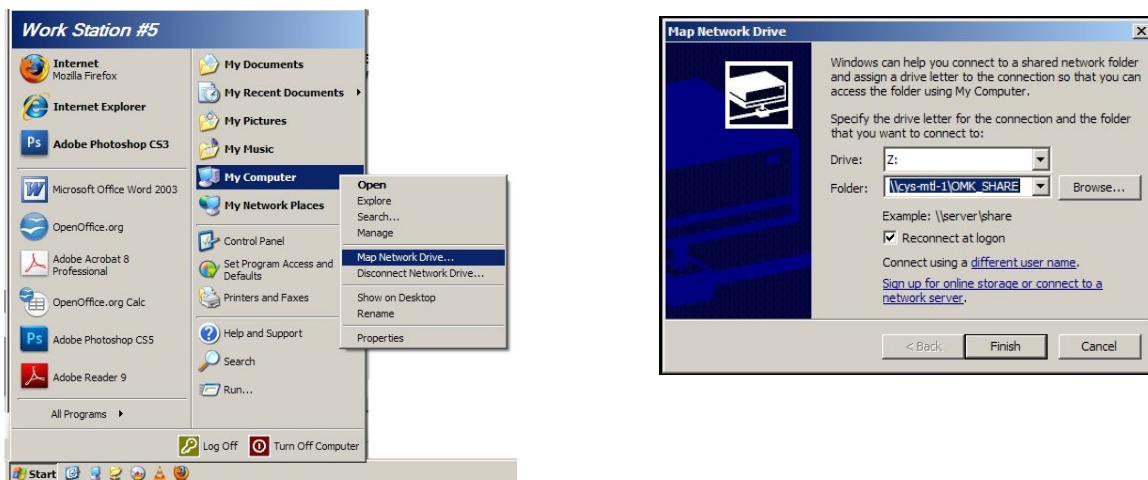 Work Station #5
Internet
Mozilla Firefox
Internet Explorer
Ps
Adobe Photoshop CS3
Microsoft Office Word 2003
OpenOffice.org
Adobe Acrobat 8
Professional
OpenOffice.org Calc
Ps
Adobe Photoshop CS5
Adobe Reader 9
All Programs
My Documents
My Recent Documents
My Pictures
My Music
My Computer
My Network Places
Control Panel
Set Program Access and
Defaults
Printers and Faxes
Help and Support
Search
Run...
Open
Explore
Search...
Manage
Map Network Drive...
Disconnect Network Drive...
Show on Desktop
Rename
Properties
Log Off
Turn Off Computer
Start
Map Network Drive
Windows can help you connect to a shared network folder
and assign a drive letter to the connection so that you can
access the folder using My Computer.
Specify the drive letter for the connection and the folder
that you want to connect to:
Drive: Z:
Folder: \\cys-mtl-1\OMK_SHARE Browse...
Example: \\server\share
Reconnect at logon
Connect using a different user name.
Sign up for online storage or connect to a
network server.
< Back Finish Cancel